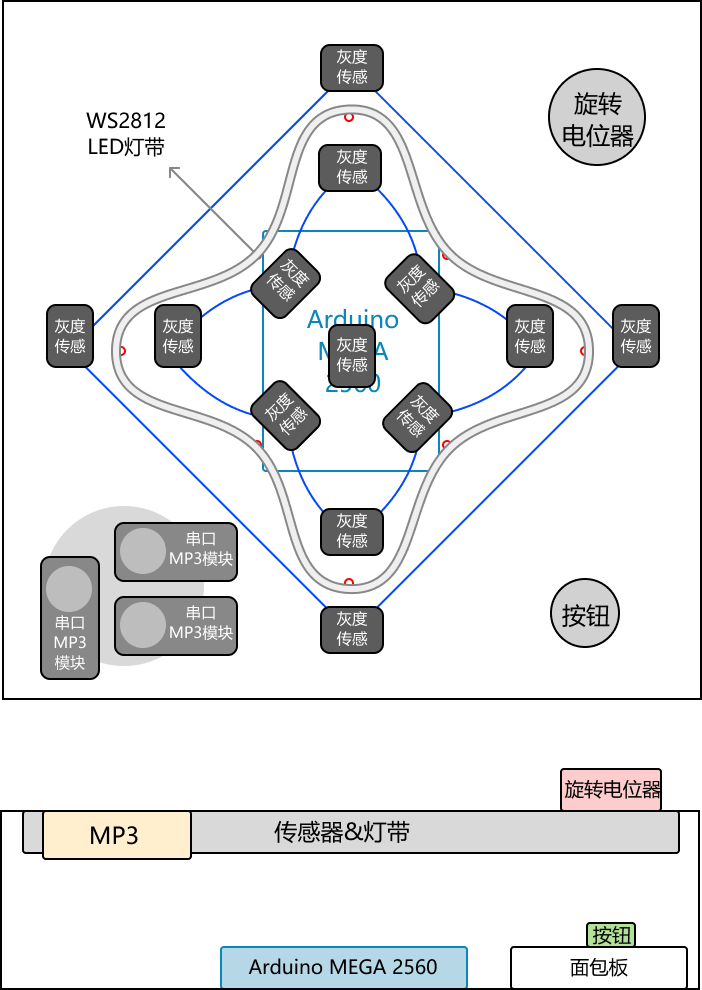 灰度
传感
旋转
电位器
WS2812
LED灯带
灰度
传感
灰度
传感
灰度
传感
灰度
传感
灰度
传感
Arduino
MEGA
2560
灰度
传感
灰度
传感
灰度
传感
灰度
传感
灰度
传感
灰度
传感
串口
MP3模块
串口
MP3模块
串口
MP3
模块
按钮
灰度
传感
旋转电位器
MP3
传感器&灯带
按钮
Arduino MEGA 2560
面包板